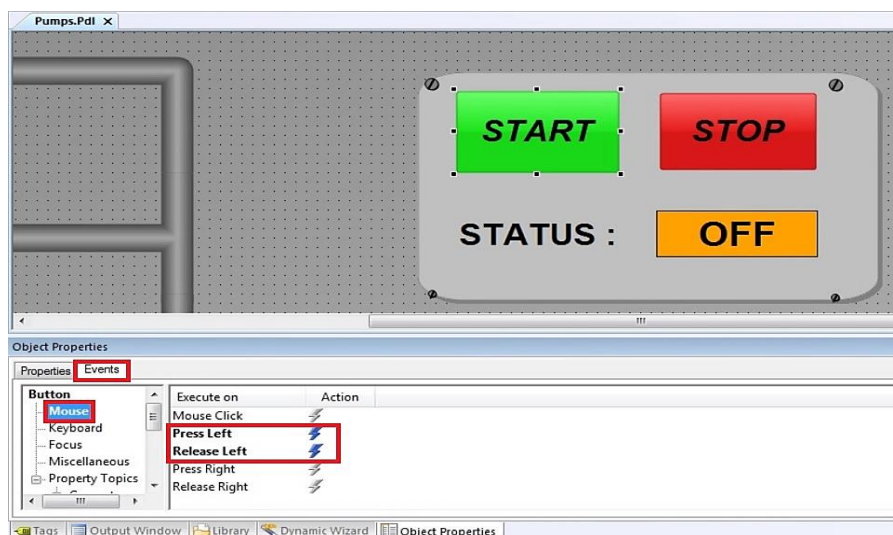 Pumps.Pdl ×
START STOP
STATUS : OFF
Object Properties
Properties Events
Button
Mouse
Keyboard
Focus
Miscellaneous
Property Topics
Execute on Action
Mouse Click
Press Left
Release Left
Press Right
Release Right
Tags Output Window Library Dynamic Wizard Object Properties